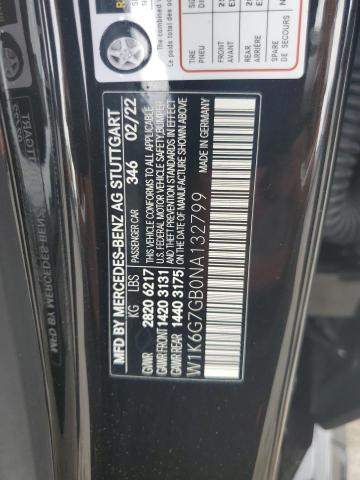 MFD BY MERCEDES-BENZ AG STUTTGART
KG LBS PASSENGER CAR 346 02/22
GVWR 2820 6217 THIS VEHICLE CONFORMS TO ALL APPLICABLE
GAWR FRONT 1420 3131 U.S. FEDERAL MOTOR VEHICLE SAFETY, BUMPER,
GAWR REAR 1440 3175 AND THEFT PREVENTION STANDARDS IN EFFECT
ON THE DATE OF MANUFACTURE SHOWN ABOVE
W1K6G7GB0NA132799 MADE IN GERMANY
TIRE
PNEU
FRONT
AVANT
REAR
ARRIÈRE
SPARE
SECOURS